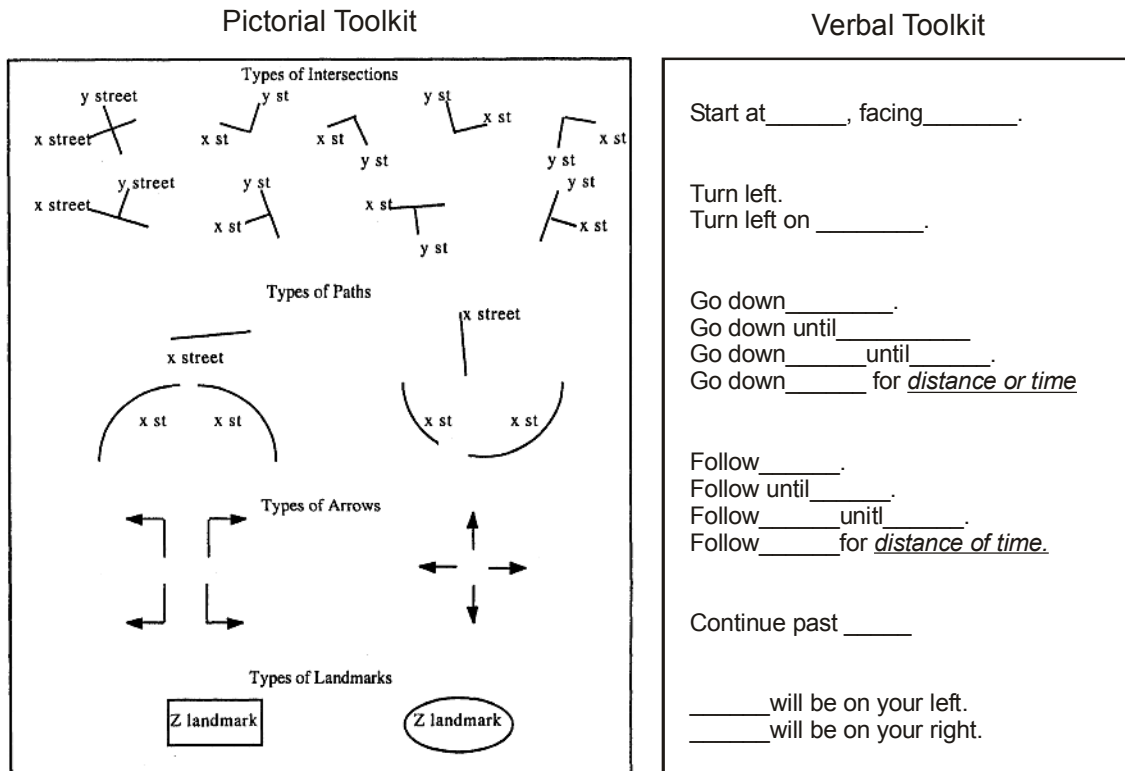 Pictorial Toolkit
Types of Intersections
y street
x street
y st
x st
x st
y st
y st
x st
y st
x st
y street
x street
y st
x st
x st
y st
y st
x st
Types of Paths
x street
x street
x st
x st
x st
x st
Types of Arrows
Types of Landmarks
Z landmark
Z landmark
Verbal Toolkit
Start at______, facing_______.
Turn left.
Turn left on ________.
Go down________.
Go down until__________
Go down______until______.
Go down______ for distance or time
Follow______.
Follow until______.
Follow______unitl______.
Follow______for distance of time.
Continue past _____
______will be on your left.
______will be on your right.